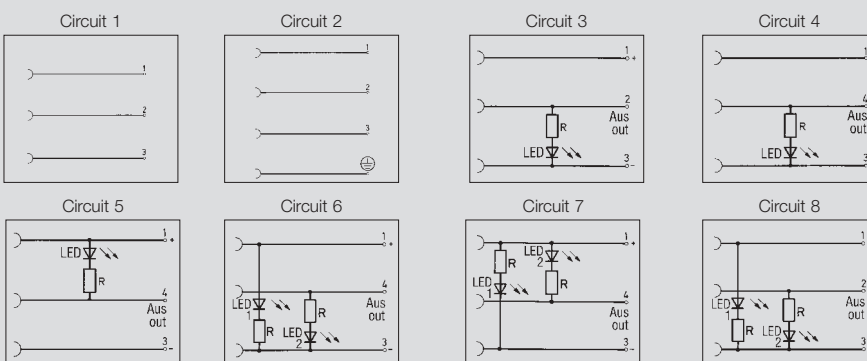 Circuit 1
1
2
3
Circuit 2
1
2
3
Circuit 3
1 +
2
Aus
out
R
LED
3 -
Circuit 4
1
4
Aus
out
R
LED
3
Circuit 5
1 +
LED
R
4
Aus
out
3 -
Circuit 6
1 +
4
Aus
out
LED
1
R
R
LED
2
3 -
Circuit 7
1 +
LED
2
R
LED
1
R
4
Aus
out
3 -
Circuit 8
1
2
Aus
out
LED
1
R
R
LED
2
3